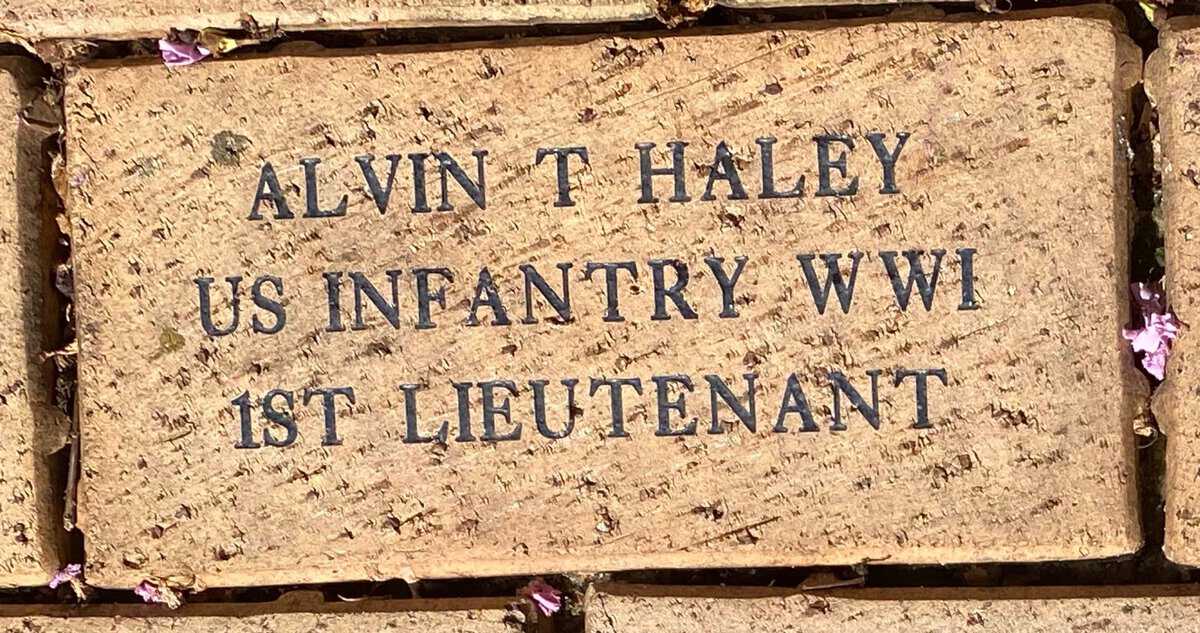 ALVIN T HALEY
US INFANTRY WWI
1ST LIEUTENANT